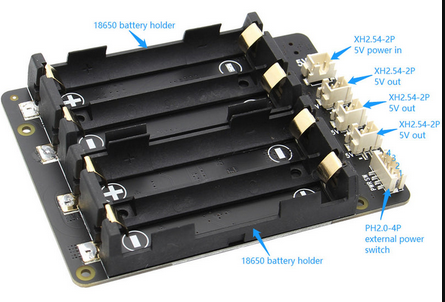 18650 battery holder
XH2.54-2P
5V power in
XH2.54-2P
5V out
XH2.54-2P
5V out
XH2.54-2P
5V out
PH2.0-4P
external power
switch
18650 battery holder